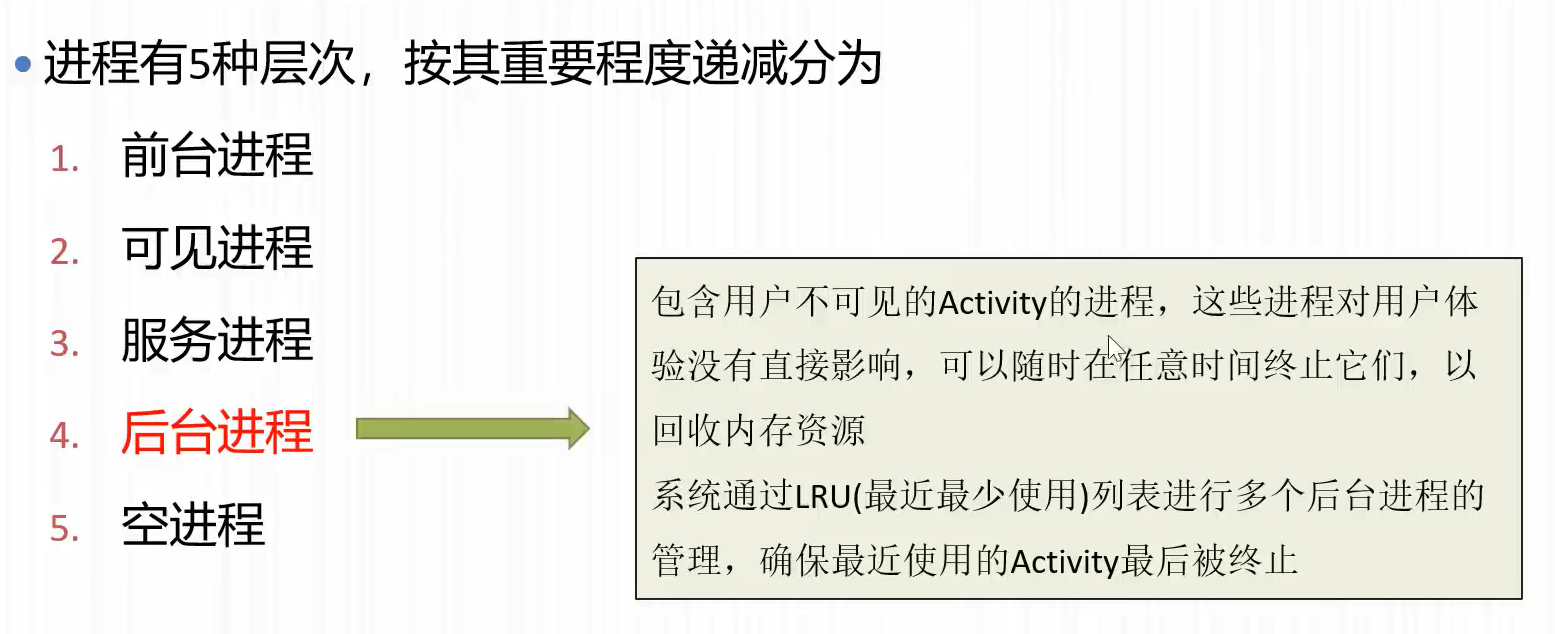 • 进程有5种层次，按其重要程度递减分为
1. 前台进程
2. 可见进程
3. 服务进程
4. 后台进程
5. 空进程
包含用户不可见的Activity的进程，这些进程对用户体
验没有直接影响，可以随时在任意时间终止它们，以
回收内存资源
系统通过LRU(最近最少使用)列表进行多个后台进程的
管理，确保最近使用的Activity最后被终止